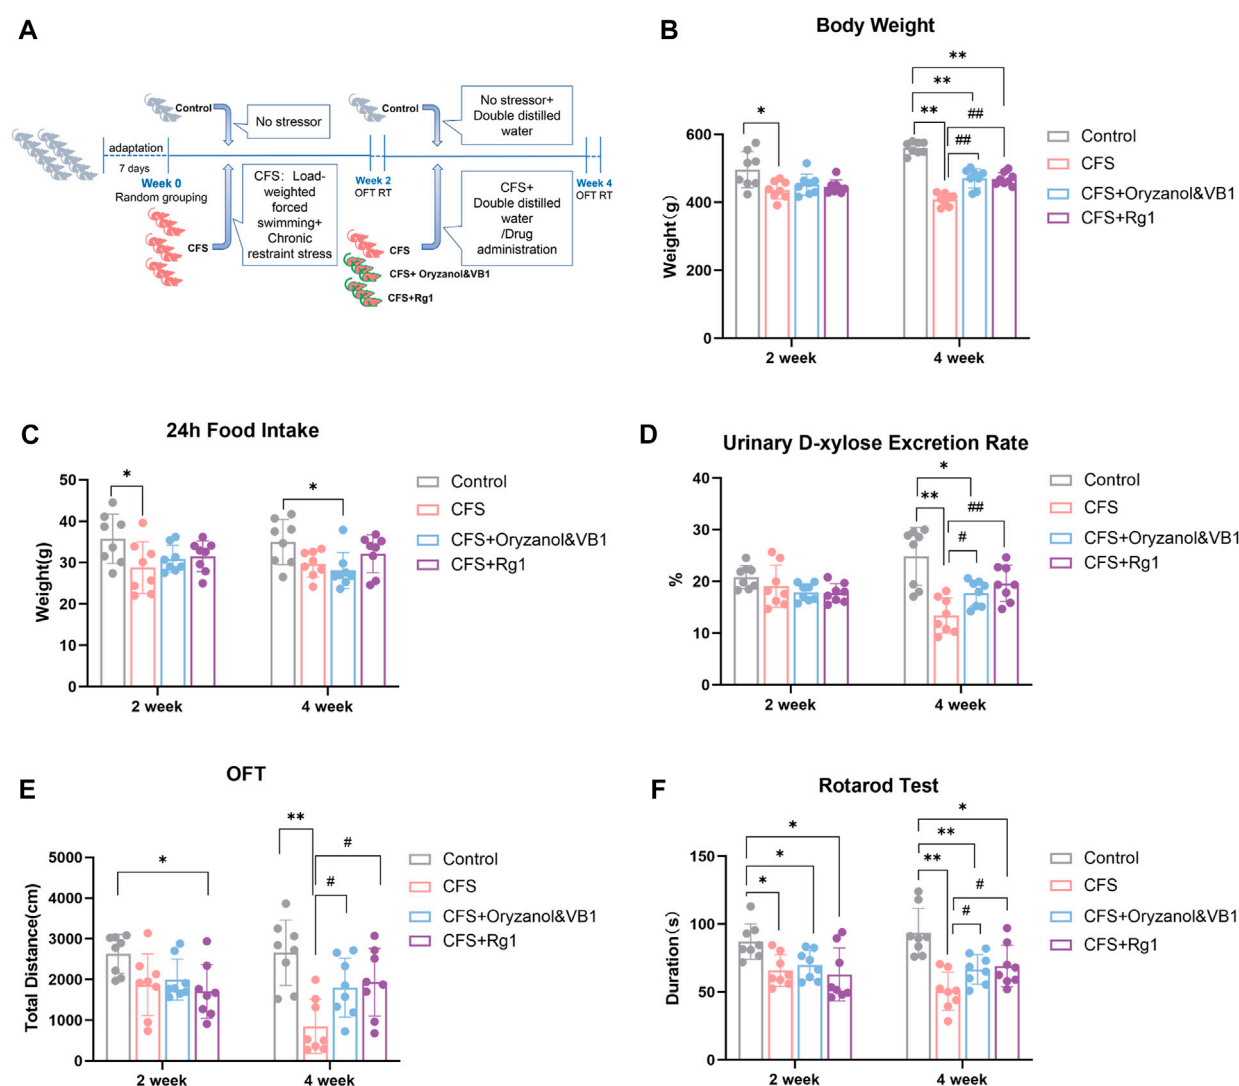 A
Control
No stressor
Control
No stressor+
Double distilled
water
adaptation
7 days
Week 0
Random grouping
CFS
CFS: Load-
weighted
forced
swimming+
Chronic
restraint stress
Week 2
OFT RT
CFS
CFS+ Oryzanol&VB1
CFS+Rg1
CFS+
Double distilled
water
/Drug
administration
Week 4
OFT RT
B
Body Weight
Weight(g)
600
400
200
0
*
**
**
**
##
##
2 week
4 week
Control
CFS
CFS+Oryzanol&VB1
CFS+Rg1
C
24h Food Intake
Weight(g)
50
40
30
20
10
0
*
*
2 week
4 week
Control
CFS
CFS+Oryzanol&VB1
CFS+Rg1
D
Urinary D-xylose Excretion Rate
%
40
30
20
10
0
*
**
##
#
2 week
4 week
Control
CFS
CFS+Oryzanol&VB1
CFS+Rg1
E
OFT
Total Distance(cm)
5000
4000
3000
2000
1000
0
*
**
#
#
2 week
4 week
Control
CFS
CFS+Oryzanol&VB1
CFS+Rg1
F
Rotarod Test
Duration(s)
150
100
50
0
*
*
*
*
**
**
#
#
2 week
4 week
Control
CFS
CFS+Oryzanol&VB1
CFS+Rg1